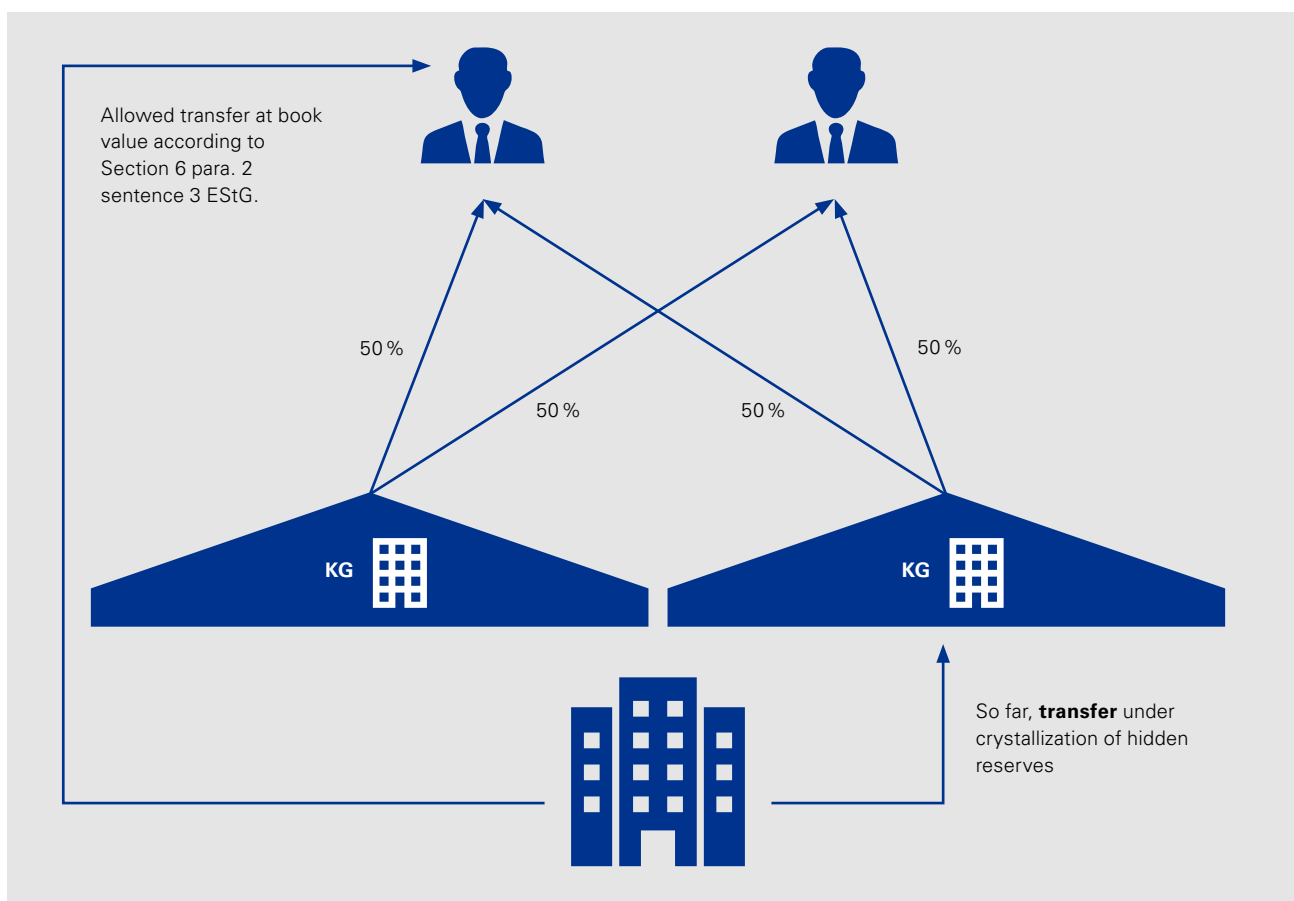 Allowed transfer at book
value according to
Section 6 para. 2
sentence 3 EStG.
50 %
50 %
50 %
50 %
KG
KG
So far, transfer under
crystallization of hidden
reserves